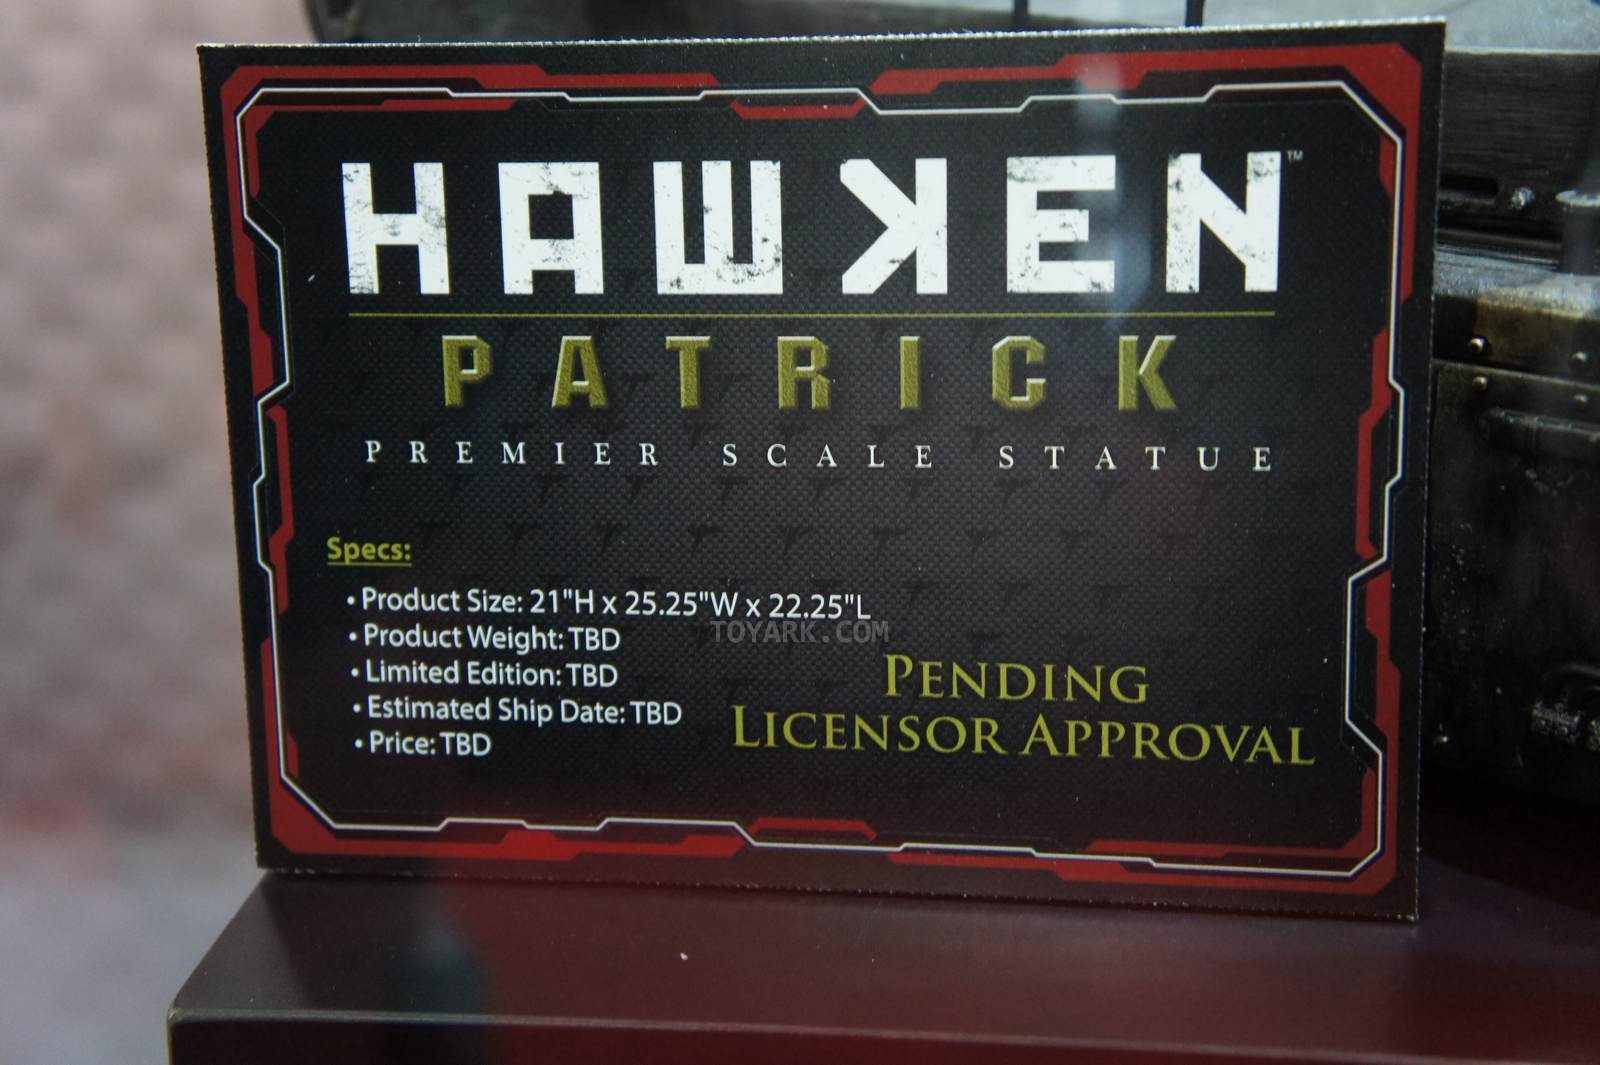 HAWKEN™
PATRICK
PREMIER SCALE STATUE
Specs:
• Product Size: 21"H x 25.25"W x 22.25"L
• Product Weight: TBD
• Limited Edition: TBD
• Estimated Ship Date: TBD
• Price: TBD
TOYARK.COM
PENDING
LICENSOR APPROVAL